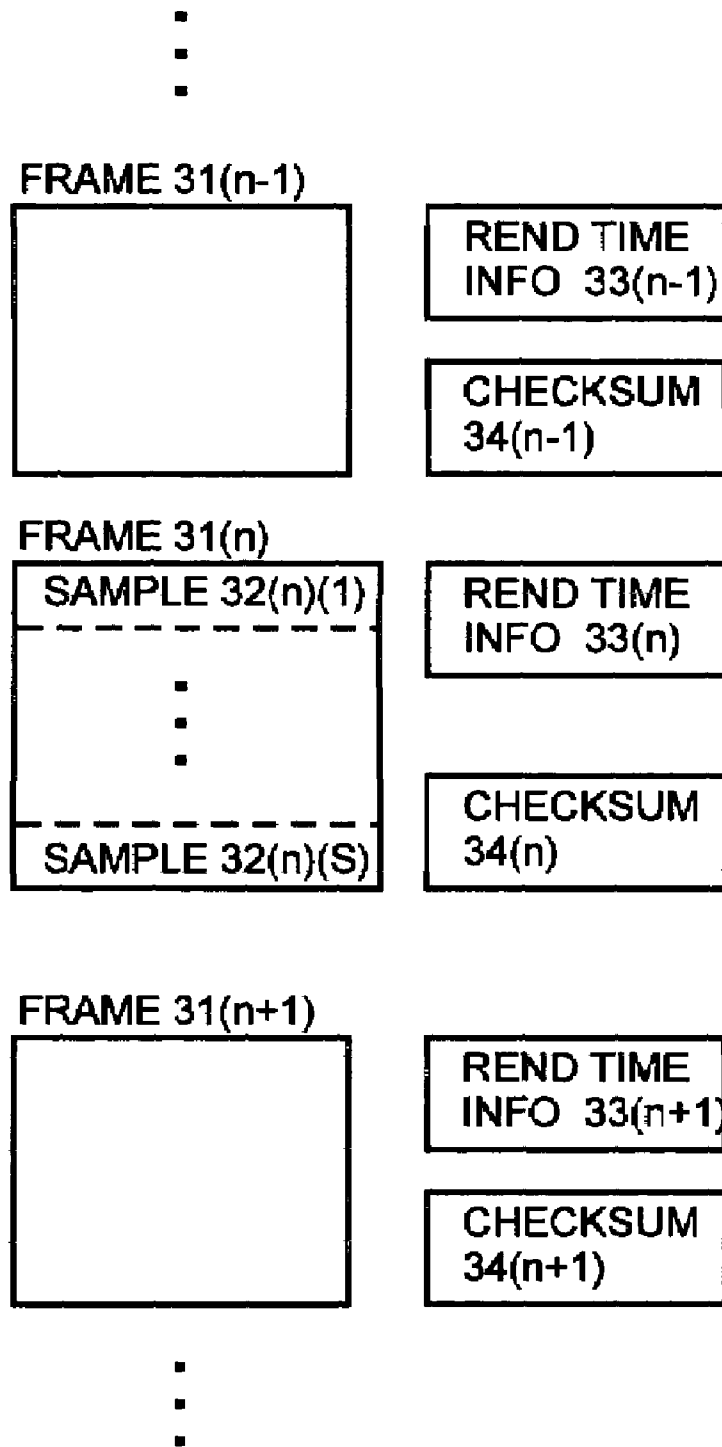 FRAME 31(n-1)
REND TIME
INFO 33(n-1)
CHECKSUM
34(n-1)
FRAME 31(n)
SAMPLE 32(n)(1)
SAMPLE 32(n)(S)
REND TIME
INFO 33(n)
CHECKSUM
34(n)
FRAME 31(n+1)
REND TIME
INFO 33(n+1)
CHECKSUM
34(n+1)